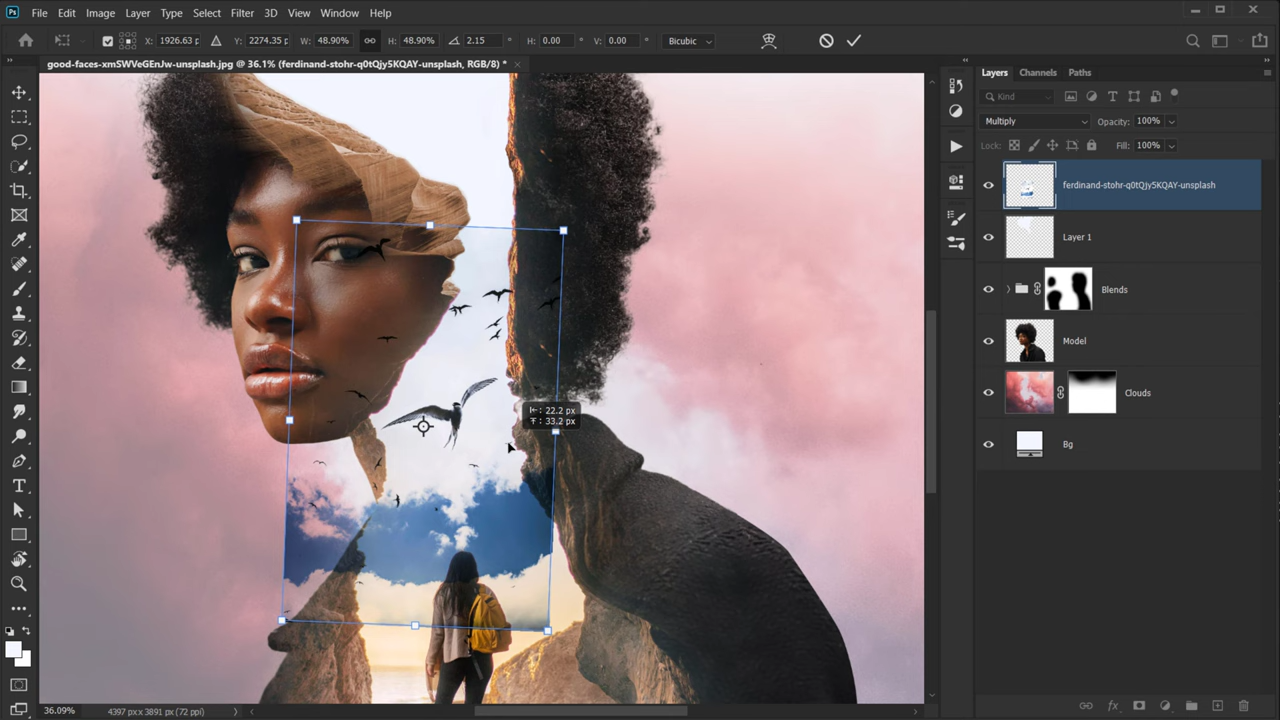 Ps File Edit Image Layer Type Select Filter 3D View Window Help
X: 1926.63 p Y: 2274.35 p W: 48.90% H: 48.90% 2.15 ° H: 0.00 ° V: 0.00 ° Bicubic
good-faces-xmSWVeGEnJw-unsplash.jpg @ 36.1% (ferdinand-stohr-q0tQjy5KQAY-unsplash, RGB/8) * ×
Layers Channels Paths
Kind
Multiply Opacity: 100%
Lock: Fill: 100%
ferdinand-stohr-q0tQjy5KQAY-unsplash
Layer 1
Blends
Model
Clouds
Bg
: 22.2 px
: 33.2 px
36.09% 4397 px x 3891 px (72 ppi)
fx